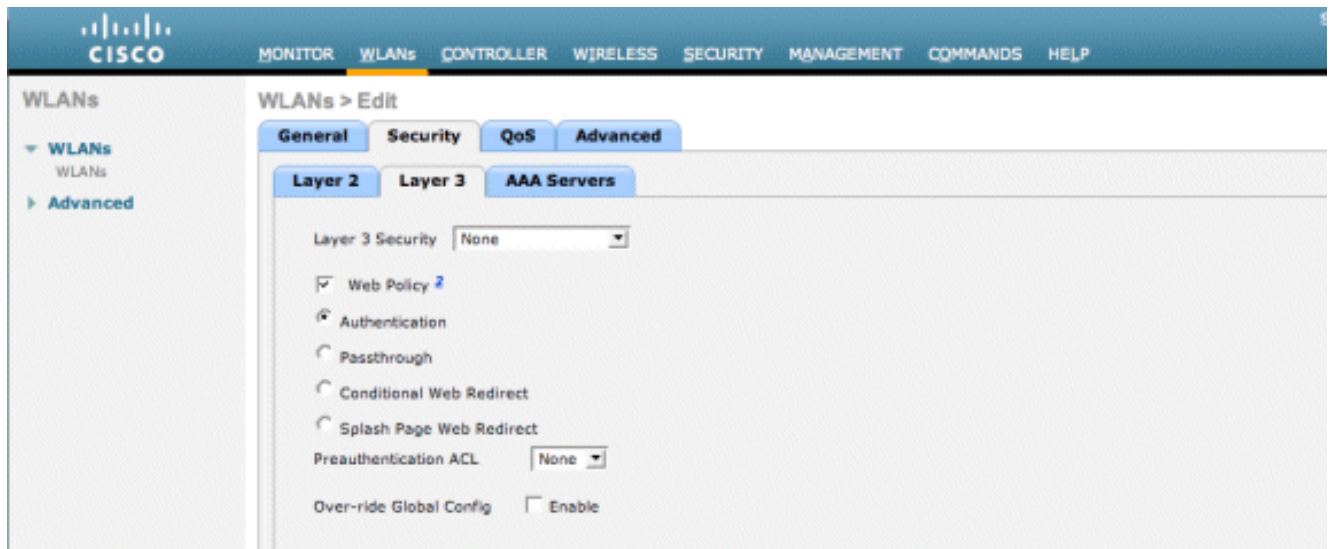 CISCO
MONITOR WLANs CONTROLLER WIRELESS SECURITY MANAGEMENT COMMANDS HELP
WLANs
WLANs
WLANs
Advanced
WLANs > Edit
General Security QoS Advanced
Layer 2 Layer 3 AAA Servers
Layer 3 Security None
Web Policy 2
Authentication
Passthrough
Conditional Web Redirect
Splash Page Web Redirect
Preauthentication ACL None
Over-ride Global Config Enable